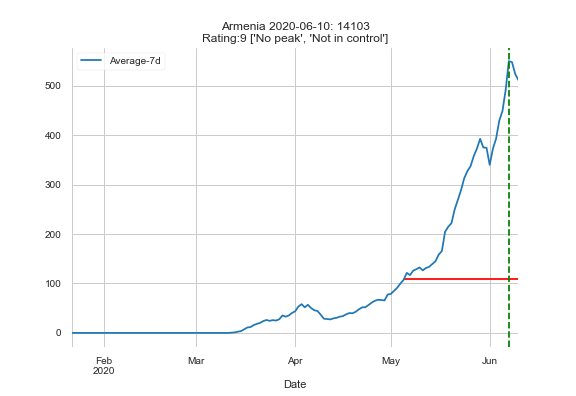 Armenia 2020-06-10: 14103
Rating:9 ['No peak', 'Not in control']
Average-7d
500
400
300
200
100
0
Feb Mar Apr May Jun
2020
Date